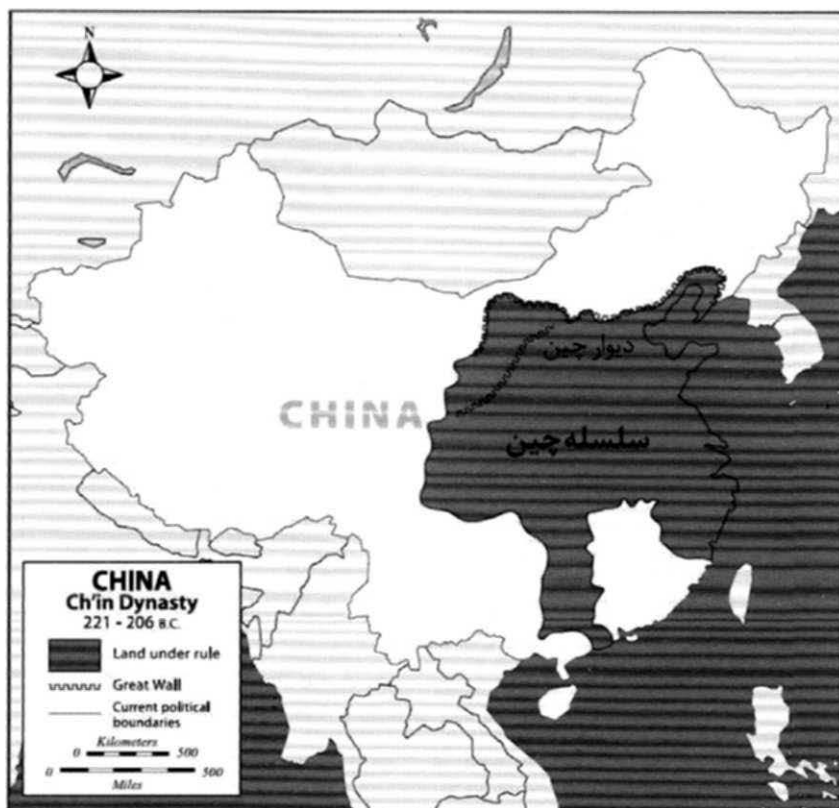 N
دیوار چین
CHINA
سلسله چین
CHINA
Ch'in Dynasty
221 - 206 B.C.
Land under rule
Great Wall
Current political
boundaries
Kilometers
0 500
0 500
Miles